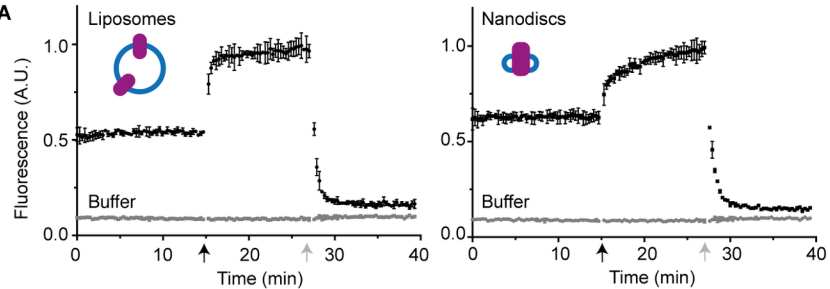 A
Liposomes
Fluorescence (A.U.)
1.0
0.5
0.0
Buffer
0 10 20 30 40
Time (min)
Nanodiscs
1.0
0.5
0.0
Buffer
0 10 20 30 40
Time (min)